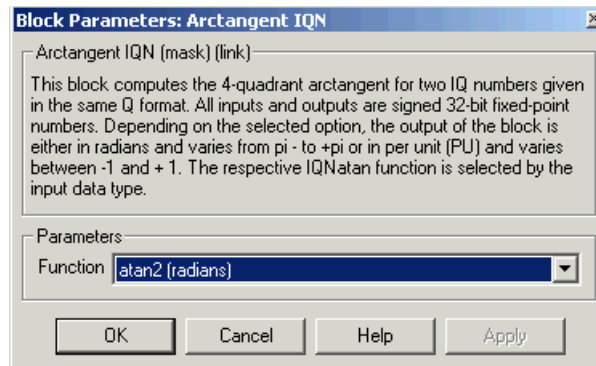 Block Parameters: Arctangent IQN
Arctangent IQN (mask) (link)
This block computes the 4-quadrant arctangent for two IQ numbers given
in the same Q format. All inputs and outputs are signed 32-bit fixed-point
numbers. Depending on the selected option, the output of the block is
either in radians and varies from pi - to +pi or in per unit (PU) and varies
between -1 and + 1. The respective IQNatan function is selected by the
input data type.
Parameters
Function atan2 (radians)
OK Cancel Help Apply